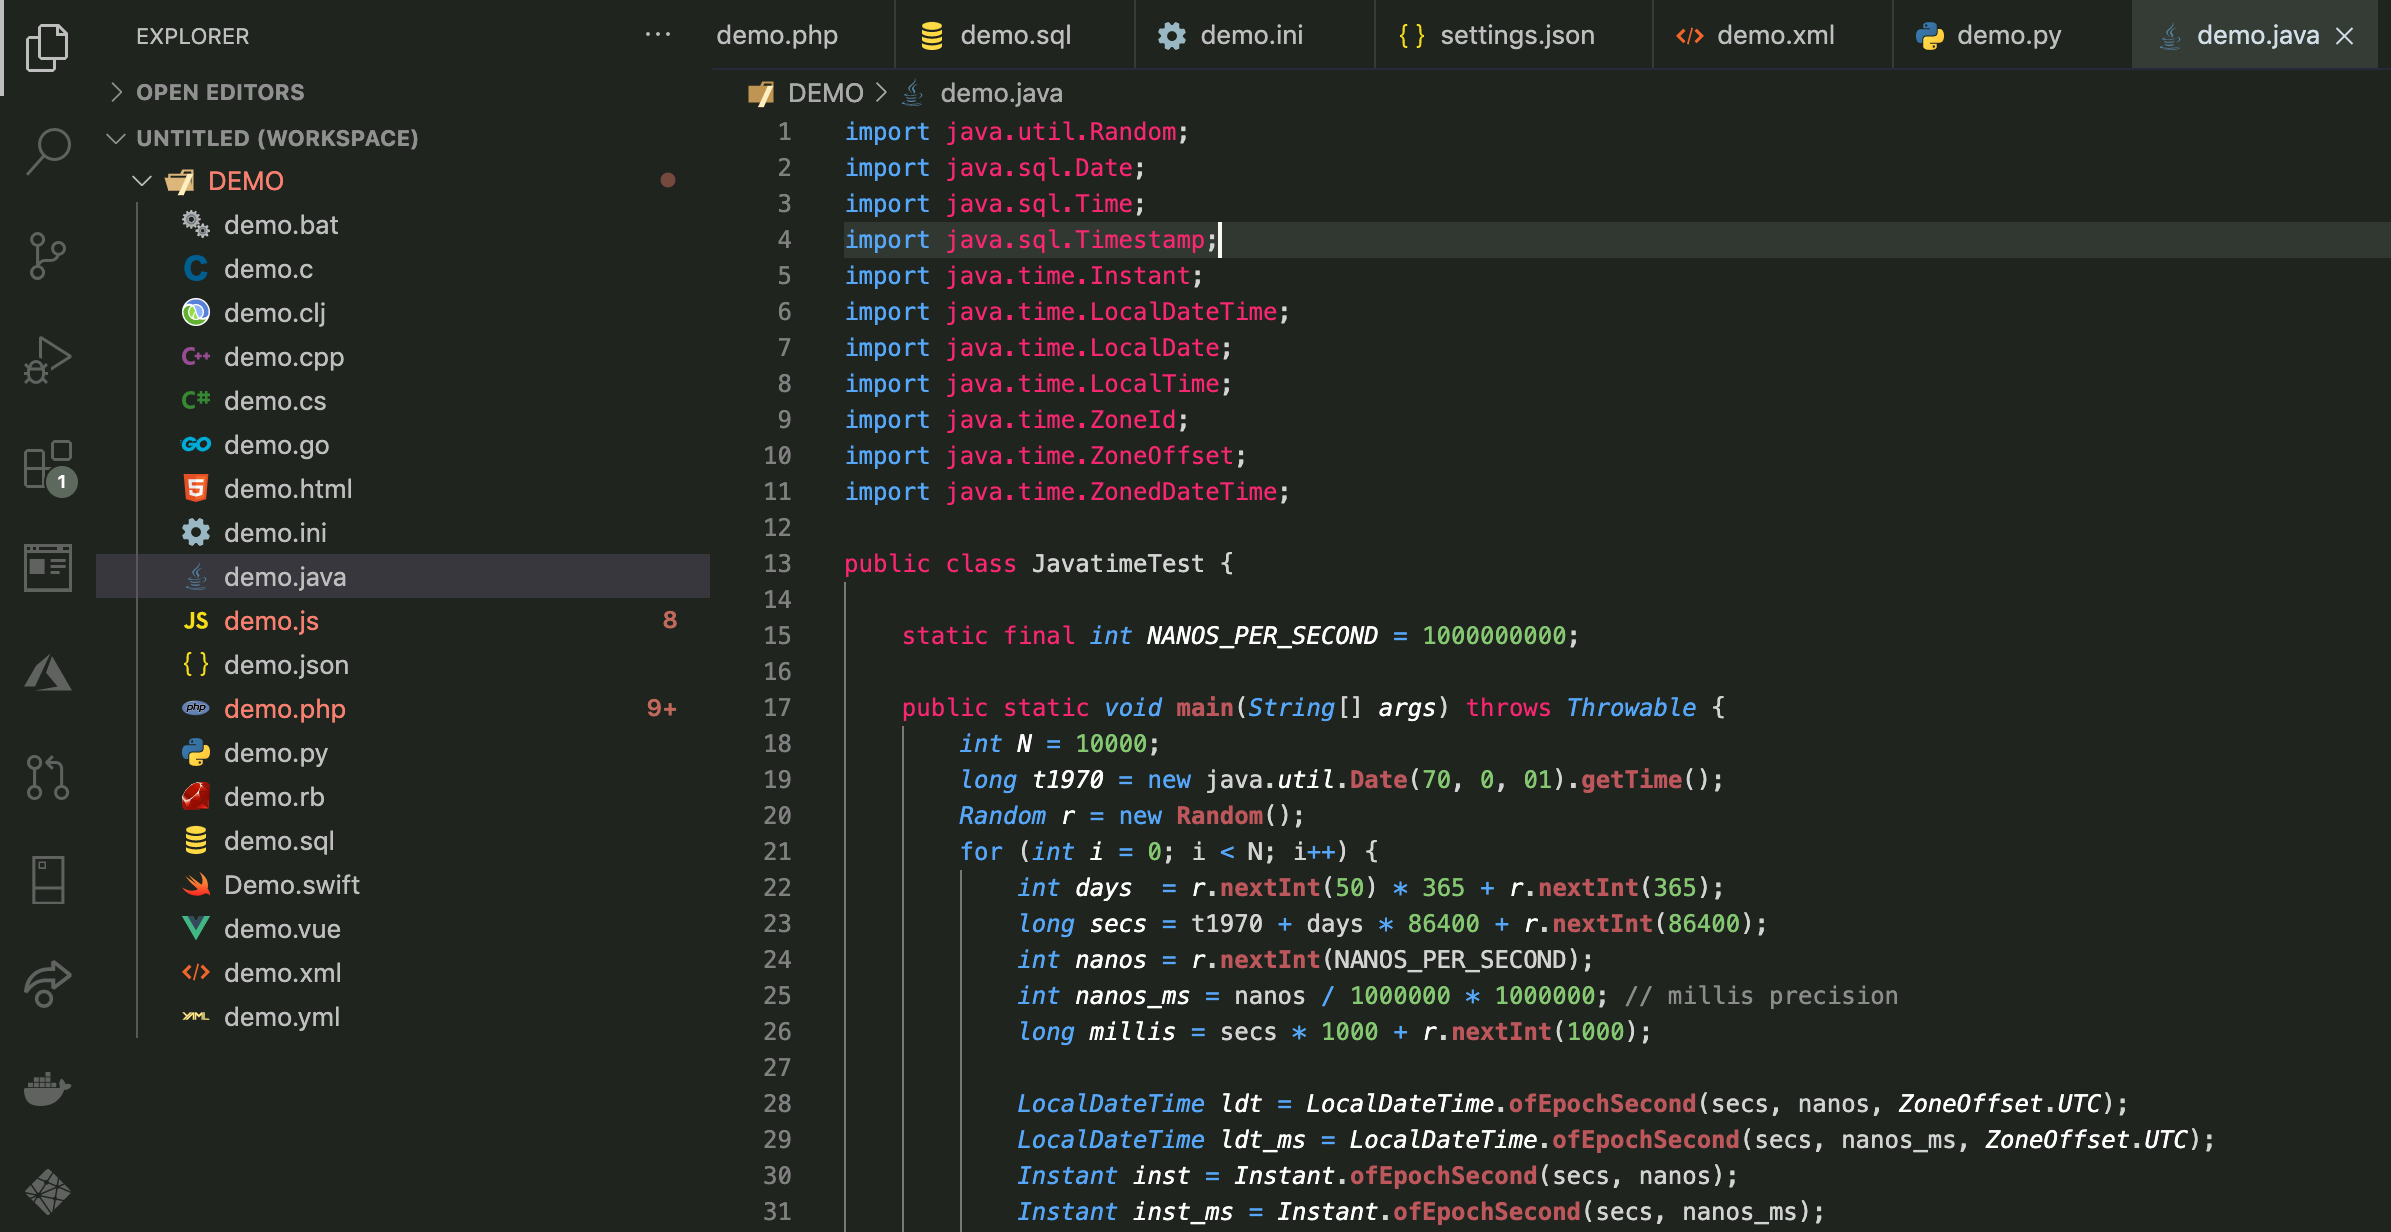 EXPLORER
OPEN EDITORS
UNTITLED (WORKSPACE)
DEMO
demo.bat
demo.c
demo.clj
demo.cpp
demo.cs
demo.go
demo.html
demo.ini
demo.java
JS demo.js 8
demo.json
php demo.php 9+
demo.py
demo.rb
demo.sql
Demo.swift
demo.vue
demo.xml
YAML demo.yml
1
demo.php demo.sql demo.ini {} settings.json demo.xml demo.py demo.java
DEMO > demo.java
1 import java.util.Random;
2 import java.sql.Date;
3 import java.sql.Time;
4 import java.sql.Timestamp;
5 import java.time.Instant;
6 import java.time.LocalDateTime;
7 import java.time.LocalDate;
8 import java.time.LocalTime;
9 import java.time.ZoneId;
10 import java.time.ZoneOffset;
11 import java.time.ZonedDateTime;
12
13 public class JavatimeTest {
14
15     static final int NANOS_PER_SECOND = 1000000000;
16
17     public static void main(String[] args) throws Throwable {
18         int N = 10000;
19         long t1970 = new java.util.Date(70, 0, 01).getTime();
20         Random r = new Random();
21         for (int i = 0; i < N; i++) {
22             int days  = r.nextInt(50) * 365 + r.nextInt(365);
23             long secs = t1970 + days * 86400 + r.nextInt(86400);
24             int nanos = r.nextInt(NANOS_PER_SECOND);
25             int nanos_ms = nanos / 1000000 * 1000000; // millis precision
26             long millis = secs * 1000 + r.nextInt(1000);
27
28             LocalDateTime ldt = LocalDateTime.ofEpochSecond(secs, nanos, ZoneOffset.UTC);
29             LocalDateTime ldt_ms = LocalDateTime.ofEpochSecond(secs, nanos_ms, ZoneOffset.UTC);
30             Instant inst = Instant.ofEpochSecond(secs, nanos);
31             Instant inst_ms = Instant.ofEpochSecond(secs, nanos_ms);